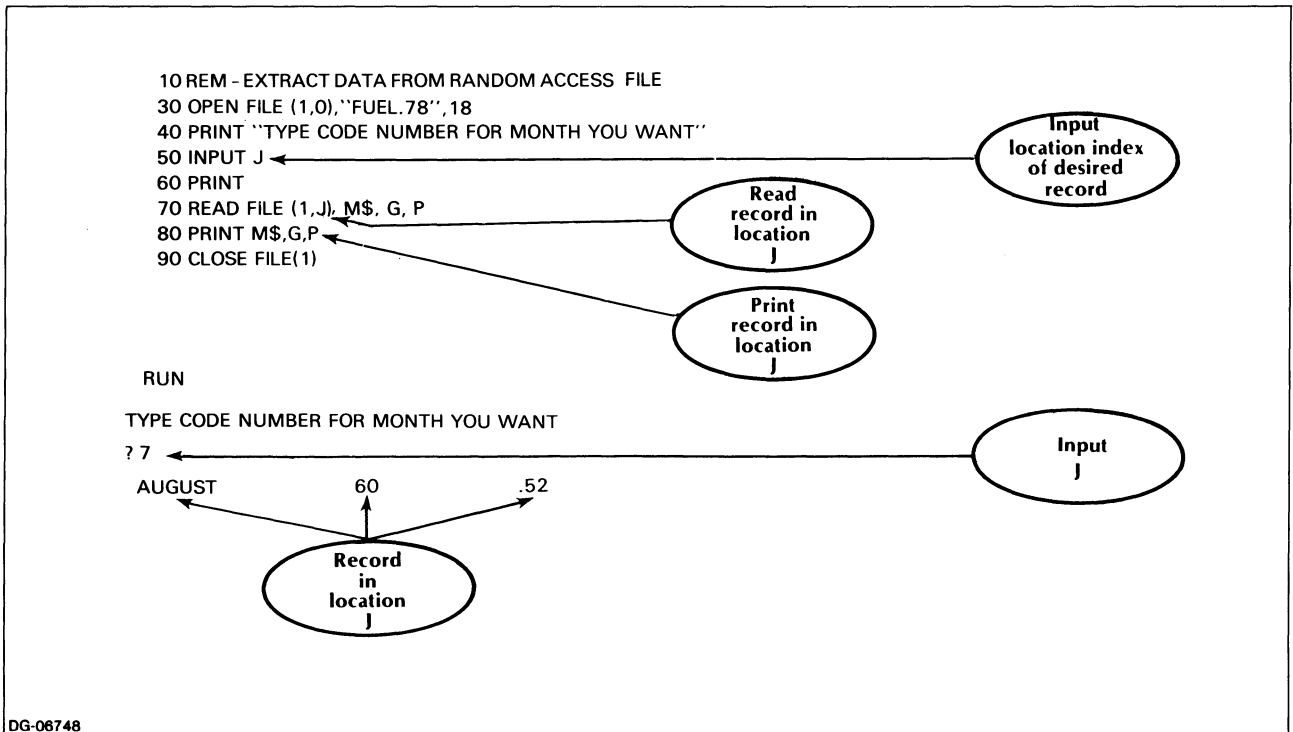 10 REM - EXTRACT DATA FROM RANDOM ACCESS FILE
30 OPEN FILE (1,0),``FUEL.78'',18
40 PRINT ``TYPE CODE NUMBER FOR MONTH YOU WANT''
50 INPUT J
60 PRINT
70 READ FILE (1,J), M$, G, P
80 PRINT M$,G,P
90 CLOSE FILE(1)
Input
location index
of desired
record
Read
record in
location
J
Print
record in
location
J
RUN
TYPE CODE NUMBER FOR MONTH YOU WANT
? 7
Input
J
AUGUST 60 .52
Record
in
location
J
DG-06748